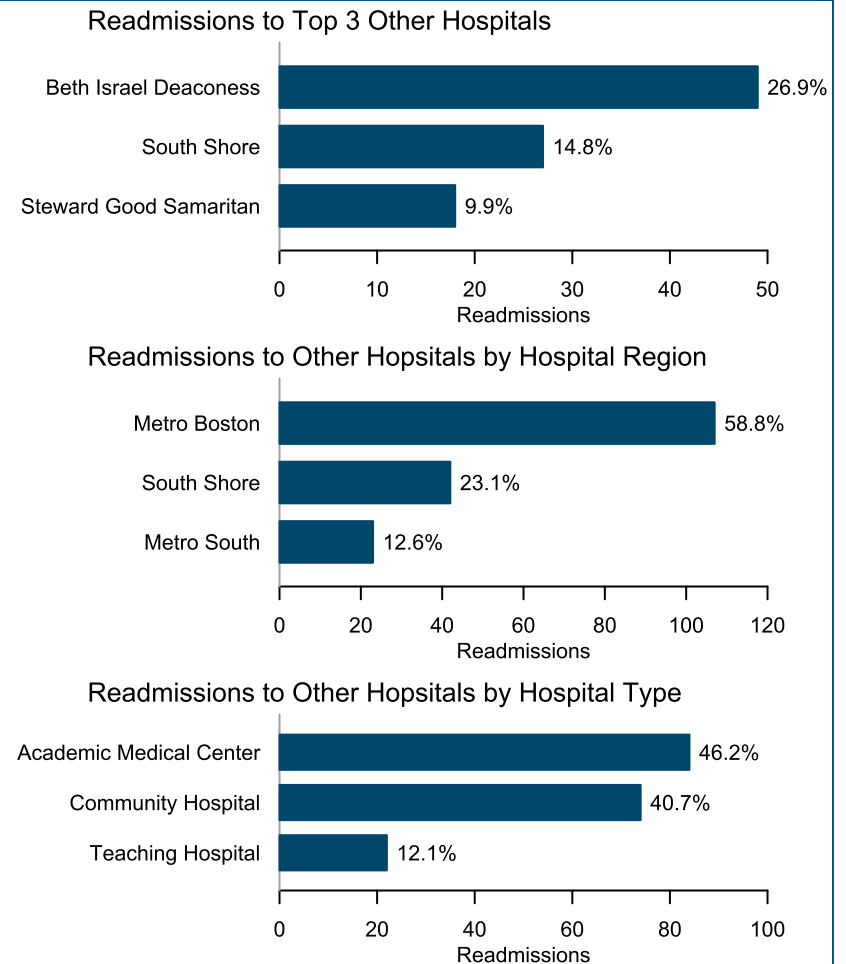 Readmissions to Top 3 Other Hospitals
Beth Israel Deaconess 26.9%
South Shore 14.8%
Steward Good Samaritan 9.9%
0 10 20 30 40 50
Readmissions
Readmissions to Other Hopsitals by Hospital Region
Metro Boston 58.8%
South Shore 23.1%
Metro South 12.6%
0 20 40 60 80 100 120
Readmissions
Readmissions to Other Hopsitals by Hospital Type
Academic Medical Center 46.2%
Community Hospital 40.7%
Teaching Hospital 12.1%
0 20 40 60 80 100
Readmissions